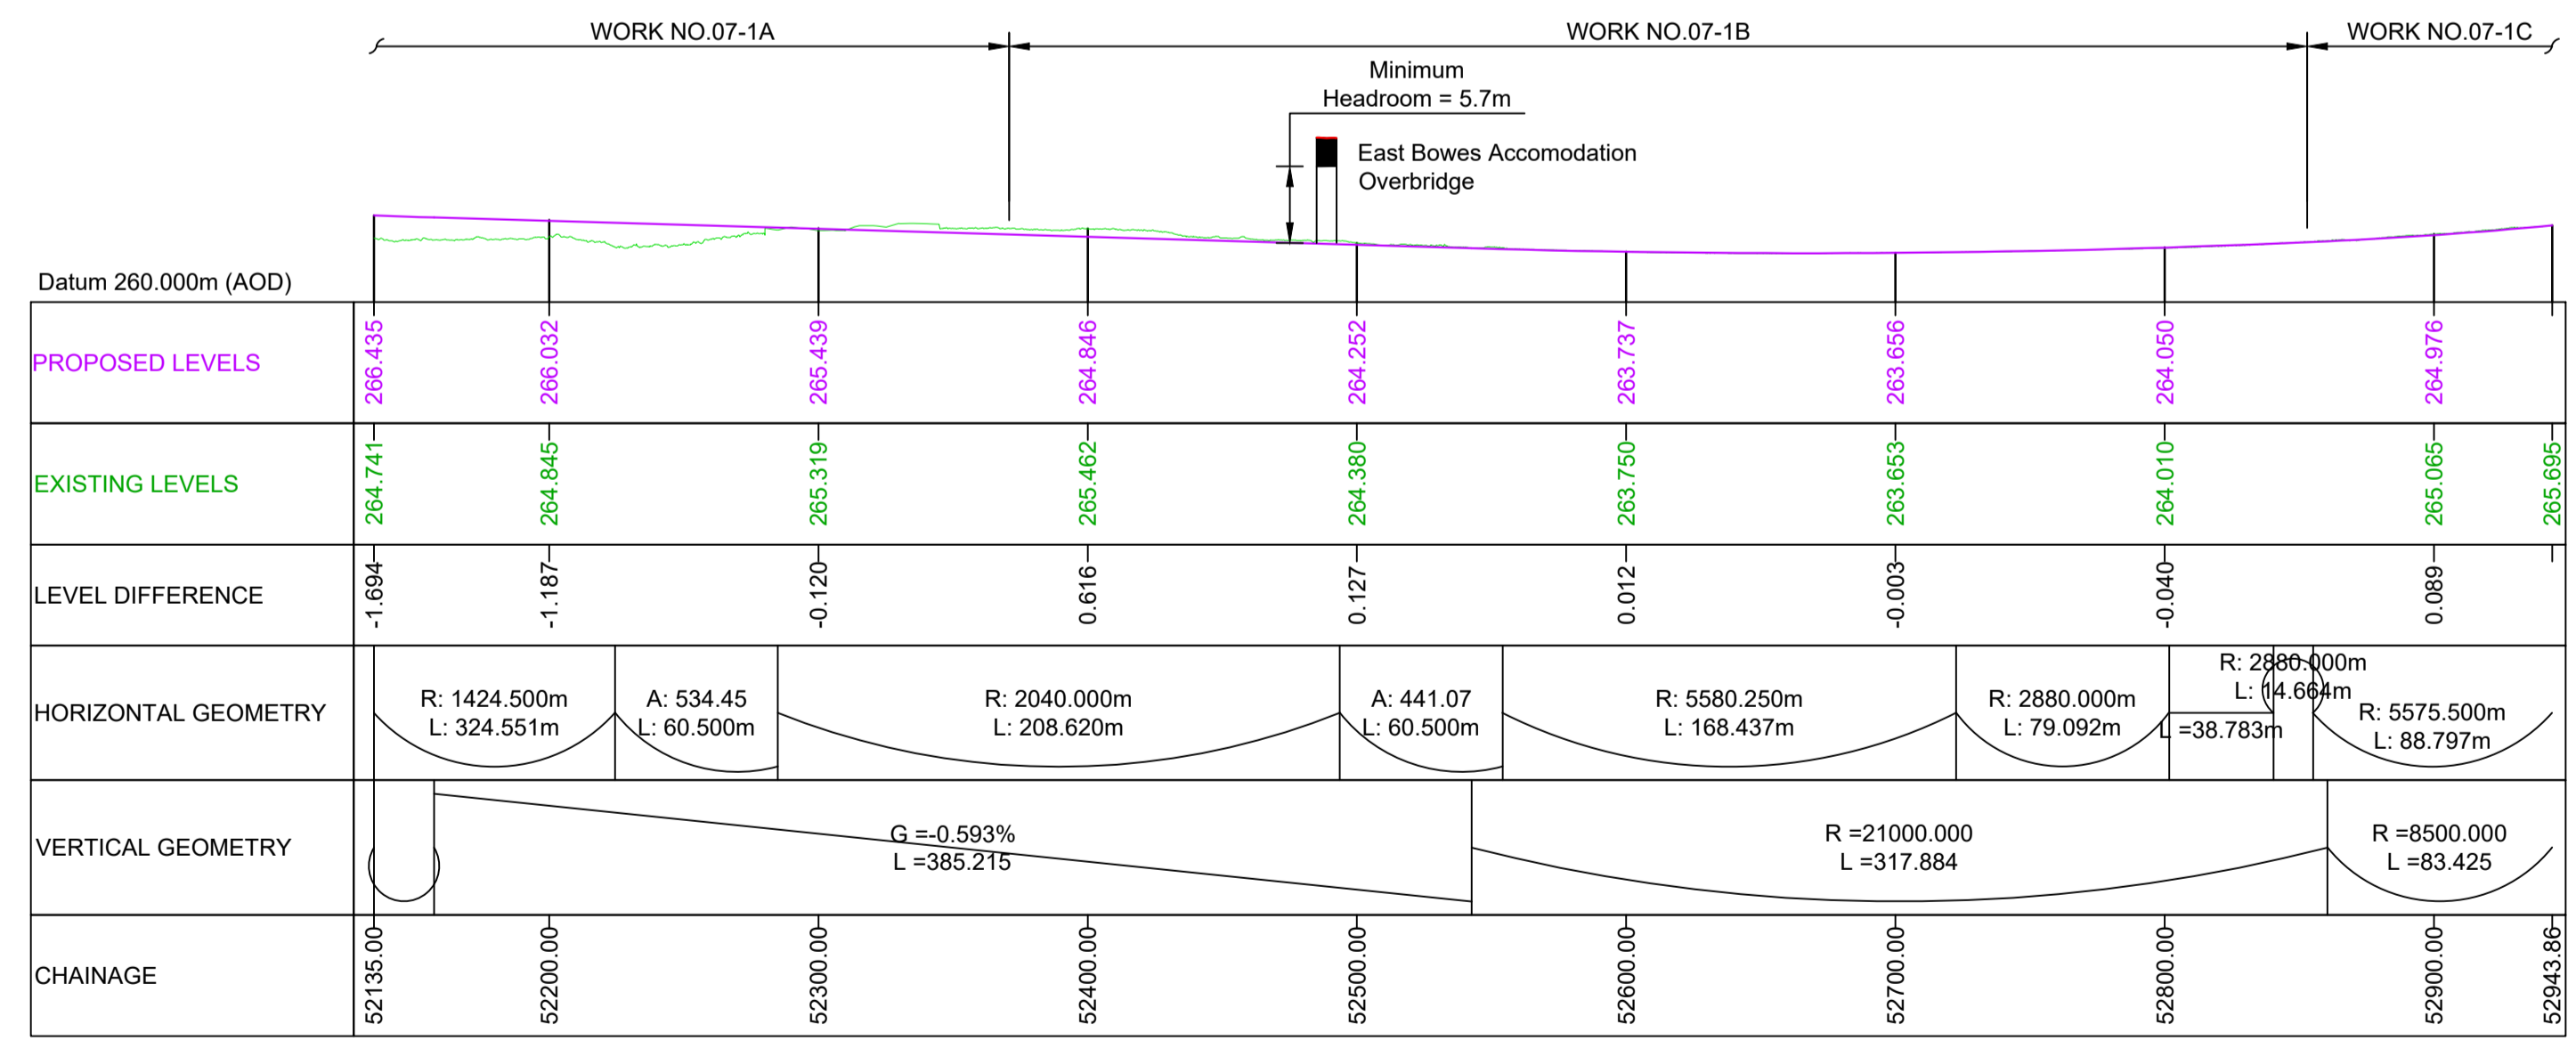 WORK NO.07-1A
WORK NO.07-1B
WORK NO.07-1C
Minimum
Headroom = 5.7m
East Bowes Accomodation
Overbridge
Datum 260.000m (AOD)
PROPOSED LEVELS
266.435
266.032
265.439
264.846
264.252
263.737
263.656
264.050
264.976
EXISTING LEVELS
264.741
264.845
265.319
265.462
264.380
263.750
263.653
264.010
265.065
265.695
LEVEL DIFFERENCE
-1.694
-1.187
-0.120
0.616
0.127
0.012
-0.003
-0.040
0.089
HORIZONTAL GEOMETRY
R: 1424.500m
L: 324.551m
A: 534.45
L: 60.500m
R: 2040.000m
L: 208.620m
A: 441.07
L: 60.500m
R: 5580.250m
L: 168.437m
R: 2880.000m
L: 79.092m
L =38.783m
R: 2880.000m
L: 14.664m
R: 5575.500m
L: 88.797m
VERTICAL GEOMETRY
G =-0.593%
L =385.215
R =21000.000
L =317.884
R =8500.000
L =83.425
CHAINAGE
52135.00
52200.00
52300.00
52400.00
52500.00
52600.00
52700.00
52800.00
52900.00
52943.86